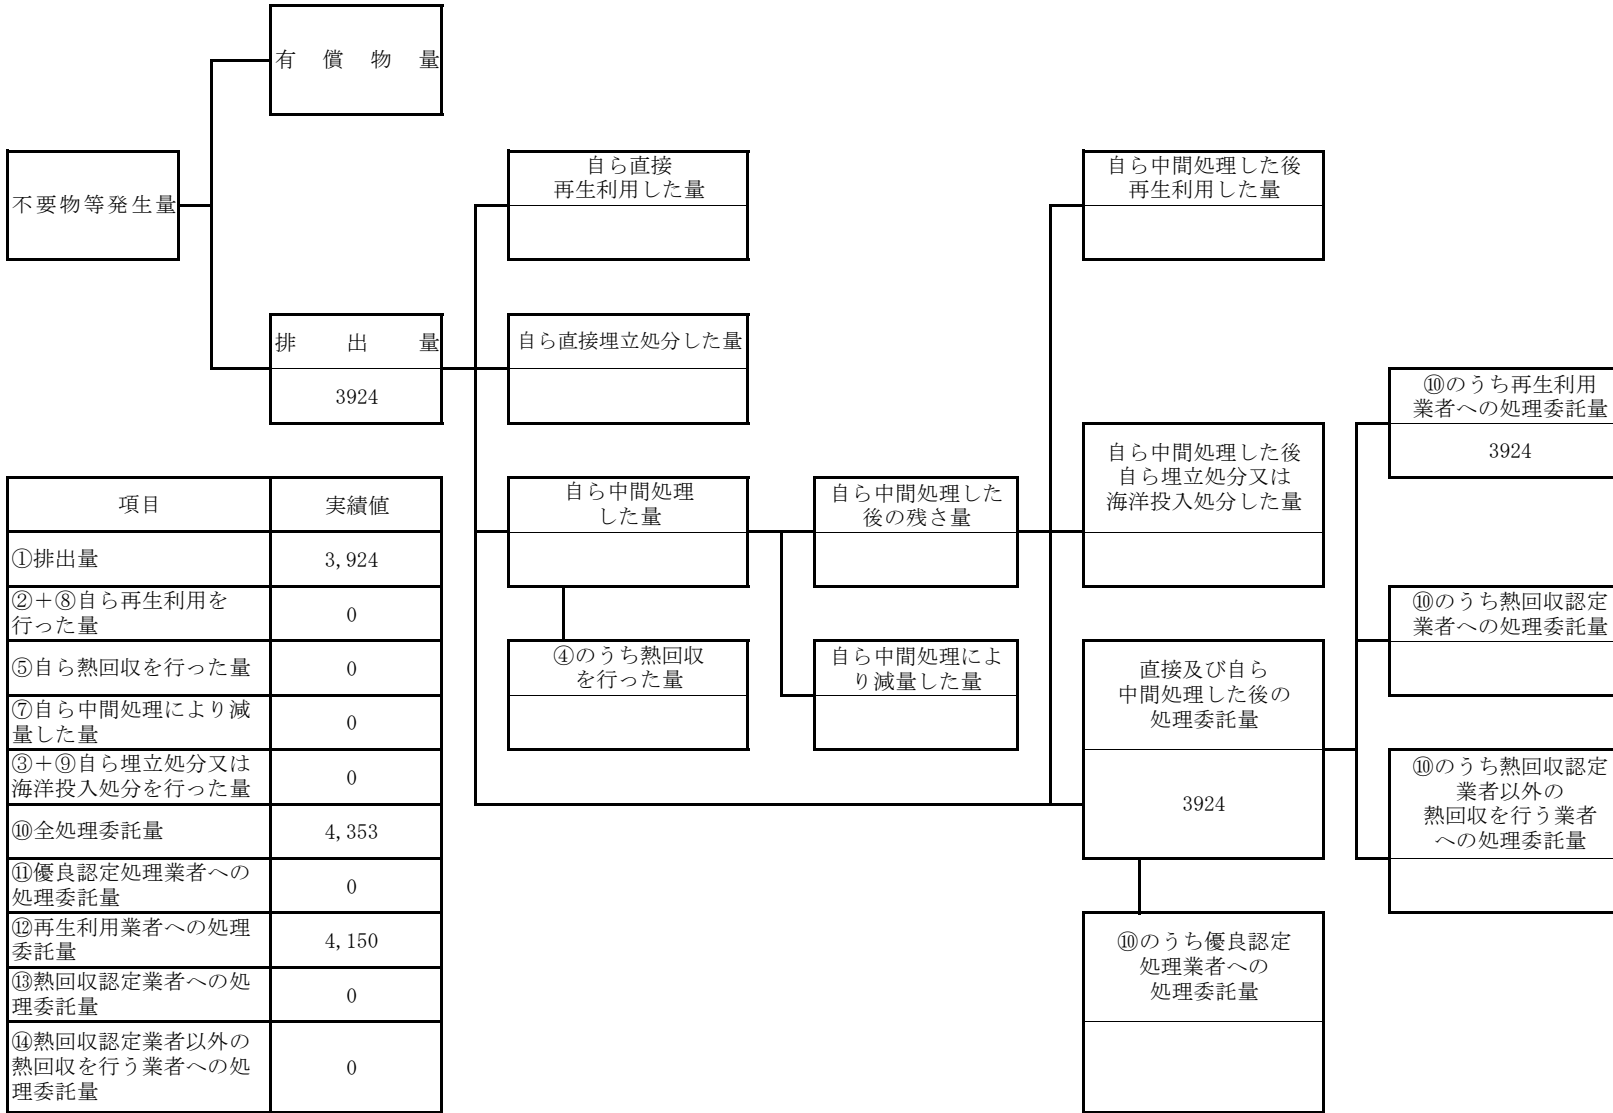 有償物量
不要物等発生量
自ら直接
再生利用した量
自ら中間処理した後
再生利用した量
排出量
3924
自ら直接埋立処分した量
⑩のうち再生利用
業者への処理委託量
3924
自ら中間処理した後
自ら埋立処分又は
海洋投入処分した量
自ら中間処理
した量
自ら中間処理した
後の残さ量
④のうち熱回収
を行った量
自ら中間処理によ
り減量した量
直接及び自ら
中間処理した後の
処理委託量
3924
⑩のうち熱回収認定
業者への処理委託量
⑩のうち熱回収認定
業者以外の
熱回収を行う業者
への処理委託量
⑩のうち優良認定
処理業者への
処理委託量
項目 実績値
①排出量 3,924
②+⑧自ら再生利用を
行った量 0
⑤自ら熱回収を行った量 0
⑦自ら中間処理により減
量した量 0
③+⑨自ら埋立処分又は
海洋投入処分を行った量 0
⑩全処理委託量 4,353
⑪優良認定処理業者への
処理委託量 0
⑫再生利用業者への処理
委託量 4,150
⑬熱回収認定業者への処
理委託量 0
⑭熱回収認定業者以外の
熱回収を行う業者への処
理委託量 0